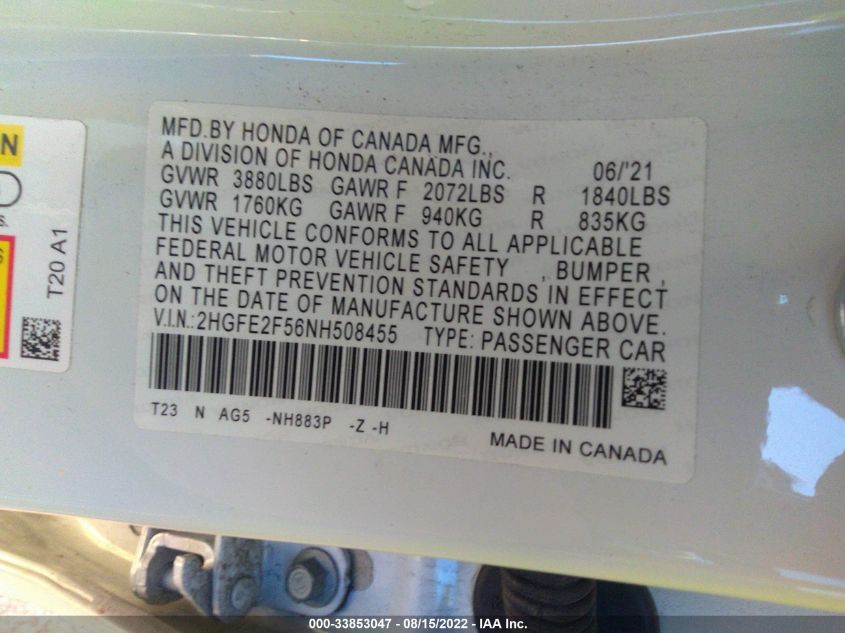 MFD.BY HONDA OF CANADA MFG.,
A DIVISION OF HONDA CANADA INC. 06/'21
GVWR 3880LBS GAWR F 2072LBS R 1840LBS
GVWR 1760KG GAWR F 940KG R 835KG
THIS VEHICLE CONFORMS TO ALL APPLICABLE
FEDERAL MOTOR VEHICLE SAFETY , BUMPER ,
AND THEFT PREVENTION STANDARDS IN EFFECT
ON THE DATE OF MANUFACTURE SHOWN ABOVE.
V.I.N.:2HGFE2F56NH508455 TYPE: PASSENGER CAR
T23 N AG5 -NH883P -Z -H
MADE IN CANADA
T20 A1
000-33853047 - 08/15/2022 - IAA Inc.